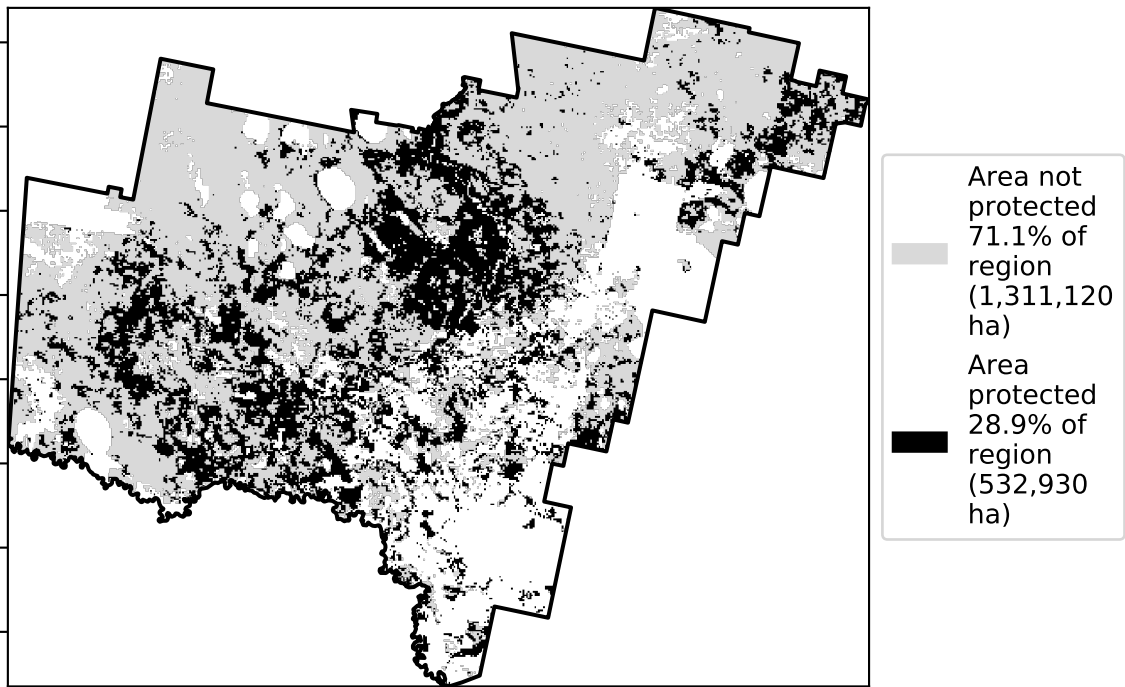 Area not
protected
71.1% of
region
(1,311,120
ha)
Area
protected
28.9% of
region
(532,930
ha)